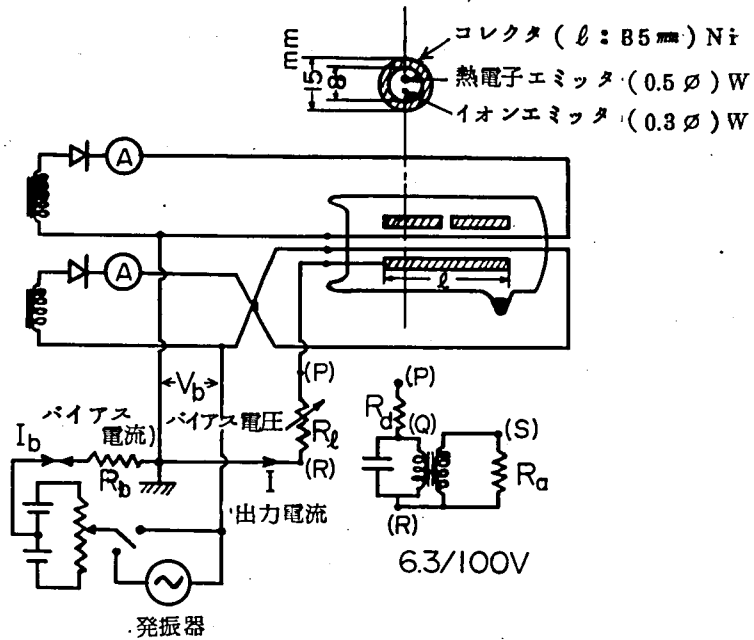 コレクタ ( ℓ : 85㎜ ) Ni
熱電子エミッタ ( 0.5 ∅ ) W
イオンエミッタ ( 0.3 ∅ ) W
mm
15
8
A
A
ℓ
Vb
(P)
バイアス電流)
バイアス電圧
Ib
Rb
Rℓ
(R)
I
出力電流
発振器
(P)
Rd
(Q)
(S)
Ra
(R)
6.3/100V